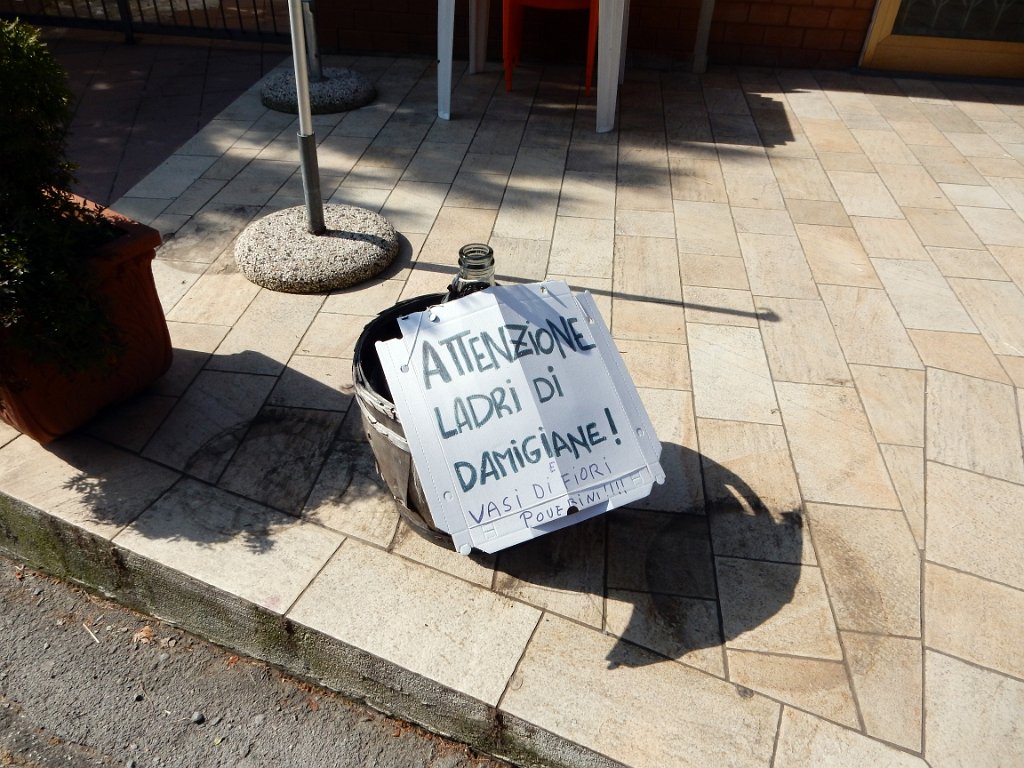 ATTENZIONE
LADRI DI
DAMIGIANE!
E
VASI DI FIORI
POVERINI!!!!